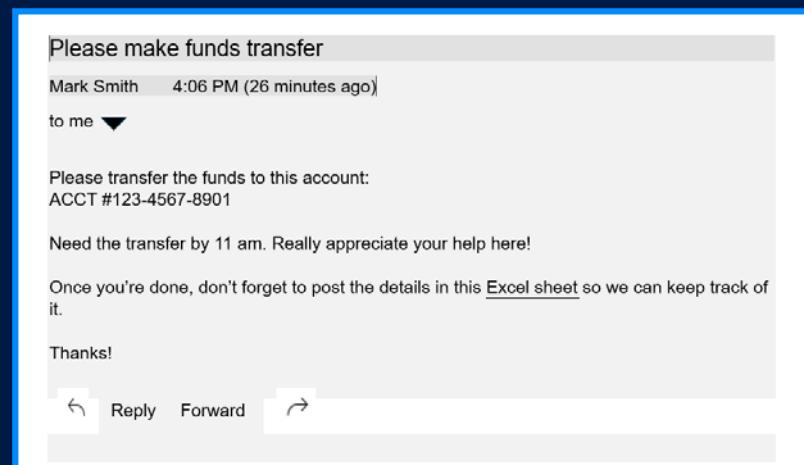 Please make funds transfer
Mark Smith 4:06 PM (26 minutes ago)
to me
Please transfer the funds to this account:
ACCT #123-4567-8901
Need the transfer by 11 am. Really appreciate your help here!
Once you’re done, don’t forget to post the details in this Excel sheet so we can keep track of
it.
Thanks!
Reply Forward